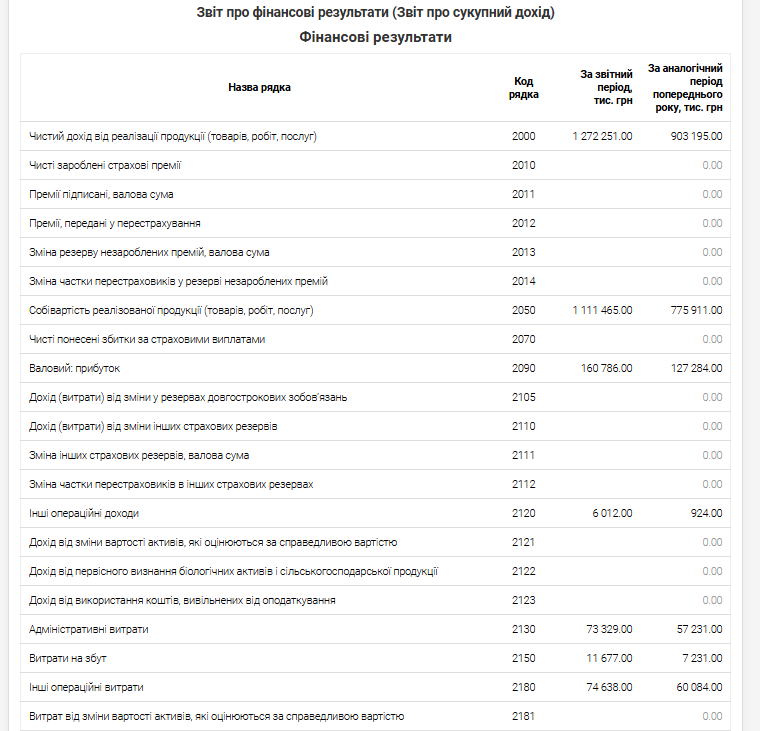 Звіт про фінансові результати (Звіт про сукупний дохід)
Фінансові результати
Назва рядка Код рядка За звітний період, тис. грн За аналогічний період попереднього року, тис. грн
Чистий дохід від реалізації продукції (товарів, робіт, послуг) 2000 1 272 251.00 903 195.00
Чисті зароблені страхові премії 2010 0.00
Премії підписані, валова сума 2011 0.00
Премії, передані у перестрахування 2012 0.00
Зміна резерву незароблених премій, валова сума 2013 0.00
Зміна частки перестраховиків у резерві незароблених премій 2014 0.00
Собівартість реалізованої продукції (товарів, робіт, послуг) 2050 1 111 465.00 775 911.00
Чисті понесені збитки за страховими виплатами 2070 0.00
Валовий: прибуток 2090 160 786.00 127 284.00
Дохід (витрати) від зміни у резервах довгострокових зобов'язань 2105 0.00
Дохід (витрати) від зміни інших страхових резервів 2110 0.00
Зміна інших страхових резервів, валова сума 2111 0.00
Зміна частки перестраховиків в інших страхових резервах 2112 0.00
Інші операційні доходи 2120 6 012.00 924.00
Дохід від зміни вартості активів, які оцінюються за справедливою вартістю 2121 0.00
Дохід від первісного визнання біологічних активів і сільськогосподарської продукції 2122 0.00
Дохід від використання коштів, вивільнених від оподаткування 2123 0.00
Адміністративні витрати 2130 73 329.00 57 231.00
Витрати на збут 2150 11 677.00 7 231.00
Інші операційні витрати 2180 74 638.00 60 084.00
Витрат від зміни вартості активів, які оцінюються за справедливою вартістю 2181 0.00